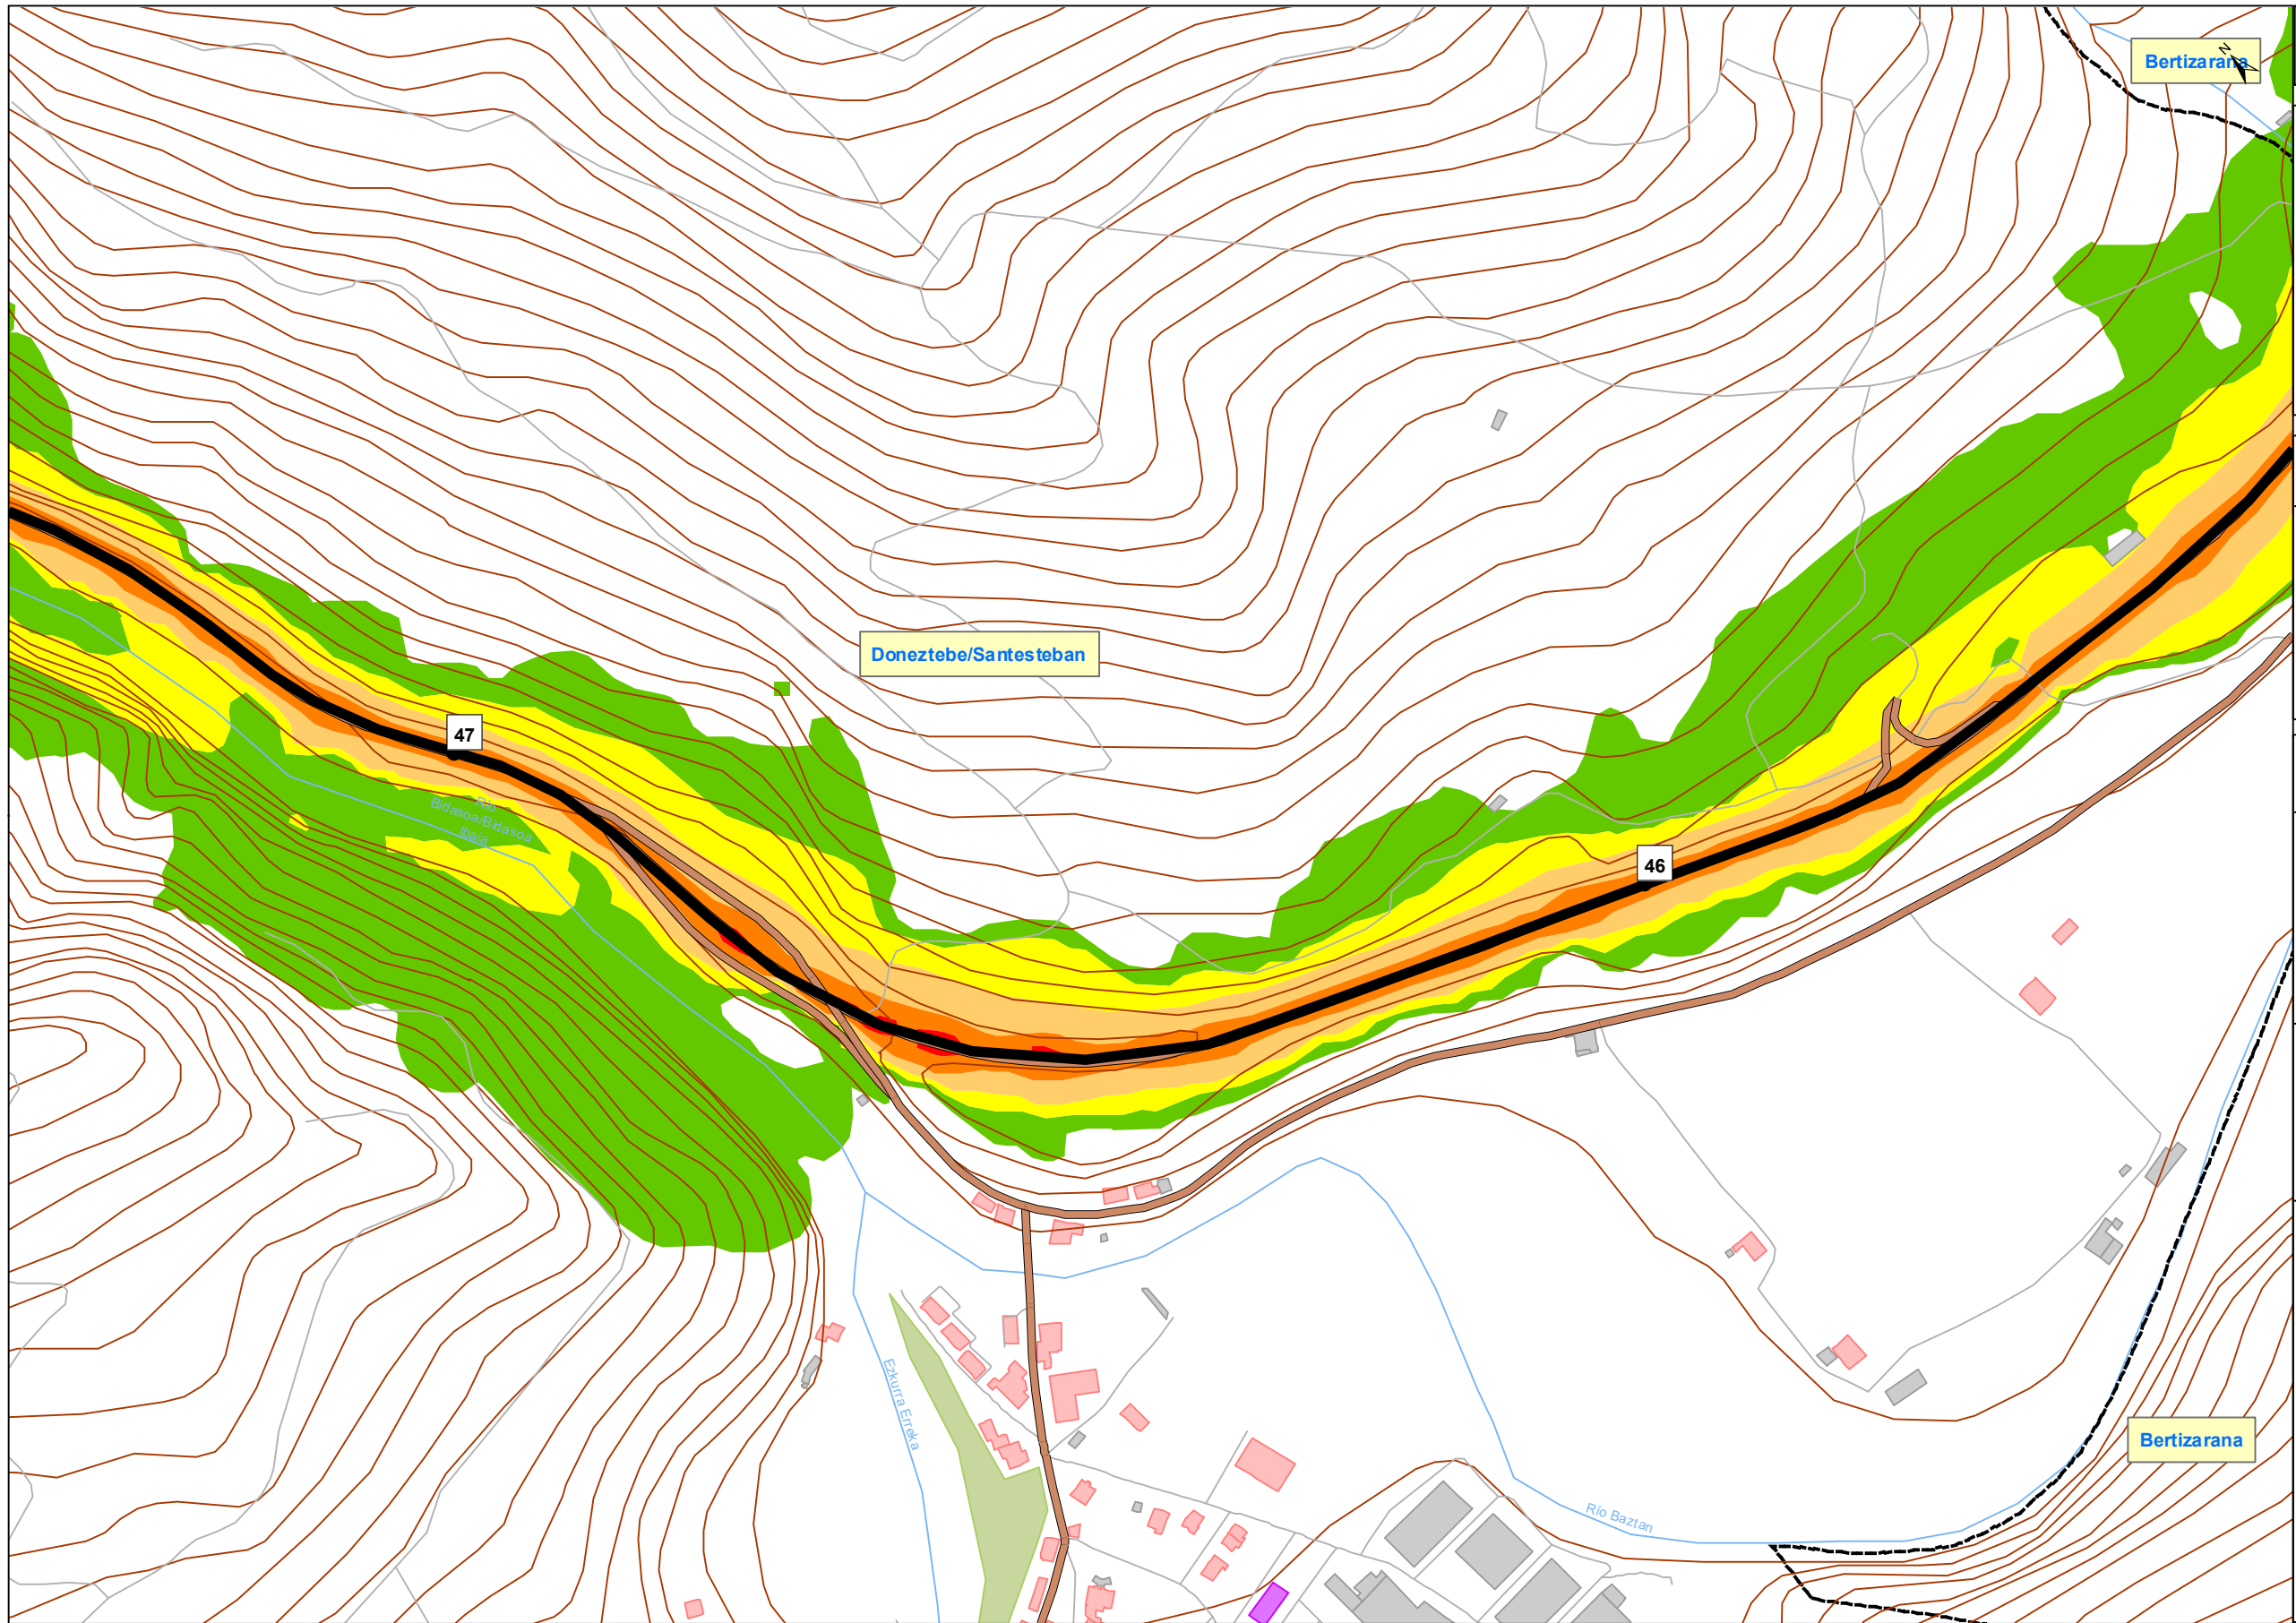 N
Bertizarana
Doneztebe/Santesteban
47
Río
Bidasoa/Bidasoa
Ibaia
46
Ezkurra Erreka
Bertizarana
Río Baztan